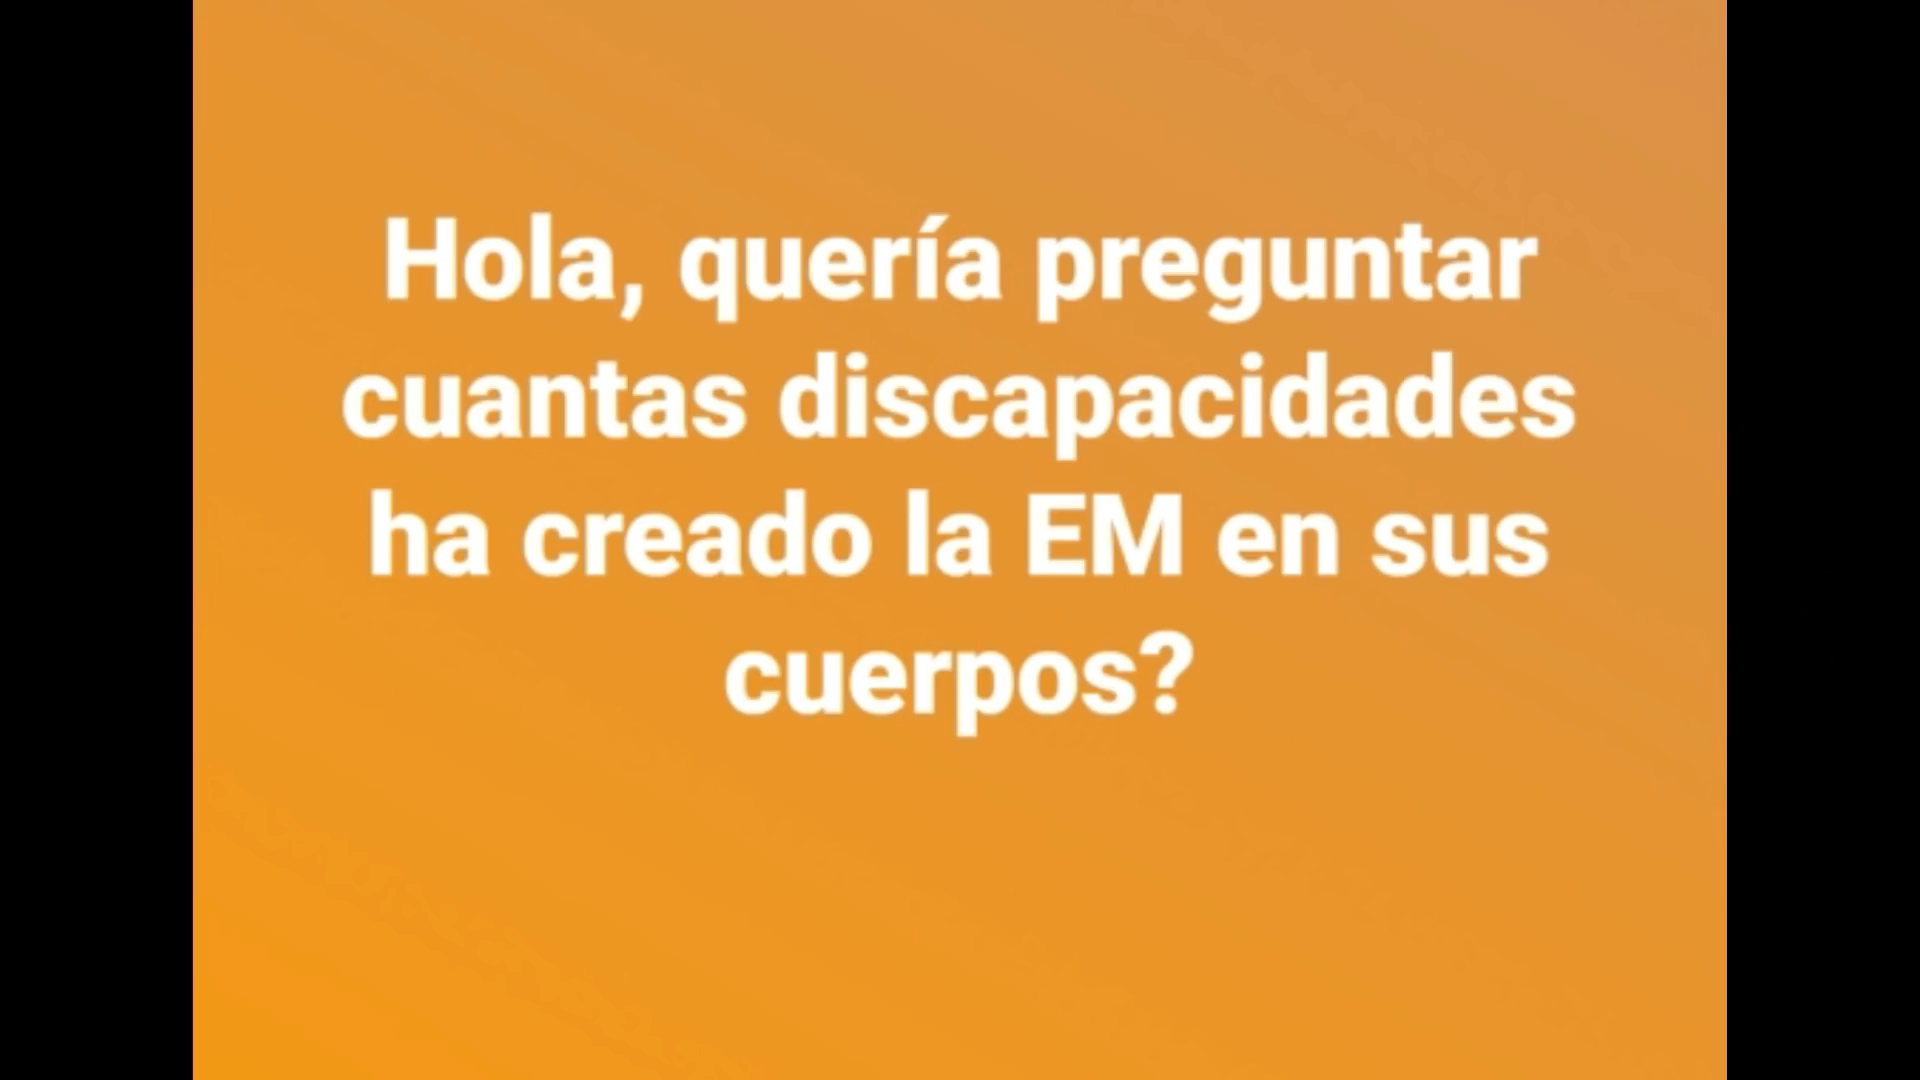 Hola, quería preguntar
cuantas discapacidades
ha creado la EM en sus
cuerpos?